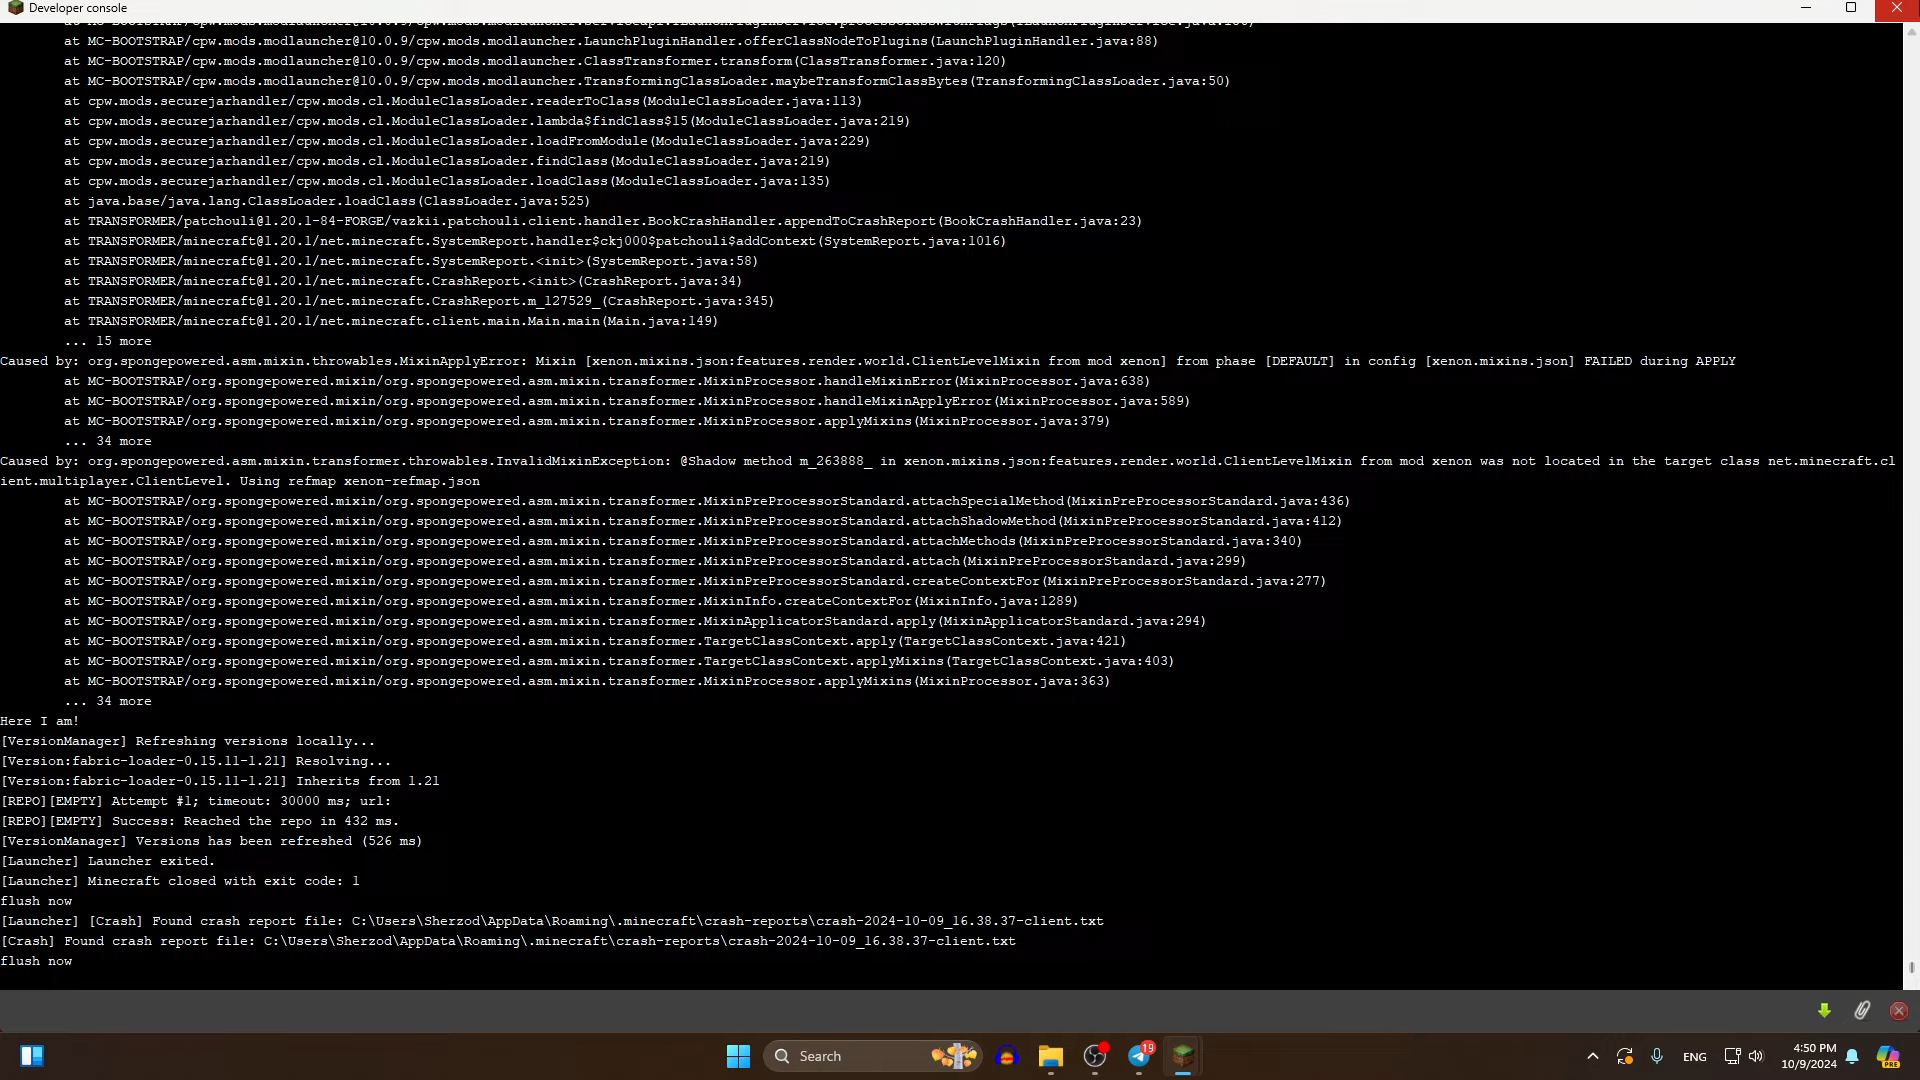 Developer console
at MC-BOOTSTRAP/cpw.mods.modlauncher@10.0.9/cpw.mods.modlauncher.LaunchPluginHandler.offerClassNodeToPlugins(LaunchPluginHandler.java:88)
at MC-BOOTSTRAP/cpw.mods.modlauncher@10.0.9/cpw.mods.modlauncher.ClassTransformer.transform(ClassTransformer.java:120)
at MC-BOOTSTRAP/cpw.mods.modlauncher@10.0.9/cpw.mods.modlauncher.TransformingClassLoader.maybeTransformClassBytes(TransformingClassLoader.java:50)
at cpw.mods.securejarhandler/cpw.mods.cl.ModuleClassLoader.readerToClass(ModuleClassLoader.java:113)
at cpw.mods.securejarhandler/cpw.mods.cl.ModuleClassLoader.lambda$findClass$15(ModuleClassLoader.java:219)
at cpw.mods.securejarhandler/cpw.mods.cl.ModuleClassLoader.loadFromModule(ModuleClassLoader.java:229)
at cpw.mods.securejarhandler/cpw.mods.cl.ModuleClassLoader.findClass(ModuleClassLoader.java:219)
at cpw.mods.securejarhandler/cpw.mods.cl.ModuleClassLoader.loadClass(ModuleClassLoader.java:135)
at java.base/java.lang.ClassLoader.loadClass(ClassLoader.java:525)
at TRANSFORMER/patchouli@1.20.1-84-FORGE/vazkii.patchouli.client.handler.BookCrashHandler.appendToCrashReport(BookCrashHandler.java:23)
at TRANSFORMER/minecraft@1.20.1/net.minecraft.SystemReport.handler$ckj000$patchouli$addContext(SystemReport.java:1016)
at TRANSFORMER/minecraft@1.20.1/net.minecraft.SystemReport.<init>(SystemReport.java:58)
at TRANSFORMER/minecraft@1.20.1/net.minecraft.CrashReport.<init>(CrashReport.java:34)
at TRANSFORMER/minecraft@1.20.1/net.minecraft.CrashReport.m_127529_(CrashReport.java:345)
at TRANSFORMER/minecraft@1.20.1/net.minecraft.client.main.Main.main(Main.java:149)
... 15 more
Caused by: org.spongepowered.asm.mixin.throwables.MixinApplyError: Mixin [xenon.mixins.json:features.render.world.ClientLevelMixin from mod xenon] from phase [DEFAULT] in config [xenon.mixins.json] FAILED during APPLY
at MC-BOOTSTRAP/org.spongepowered.mixin/org.spongepowered.asm.mixin.transformer.MixinProcessor.handleMixinError(MixinProcessor.java:638)
at MC-BOOTSTRAP/org.spongepowered.mixin/org.spongepowered.asm.mixin.transformer.MixinProcessor.handleMixinApplyError(MixinProcessor.java:589)
at MC-BOOTSTRAP/org.spongepowered.mixin/org.spongepowered.asm.mixin.transformer.MixinProcessor.applyMixins(MixinProcessor.java:379)
... 34 more
Caused by: org.spongepowered.asm.mixin.transformer.throwables.InvalidMixinException: @Shadow method m_263888_ in xenon.mixins.json:features.render.world.ClientLevelMixin from mod xenon was not located in the target class net.minecraft.cl
ient.multiplayer.ClientLevel. Using refmap xenon-refmap.json
at MC-BOOTSTRAP/org.spongepowered.mixin/org.spongepowered.asm.mixin.transformer.MixinPreProcessorStandard.attachSpecialMethod(MixinPreProcessorStandard.java:436)
at MC-BOOTSTRAP/org.spongepowered.mixin/org.spongepowered.asm.mixin.transformer.MixinPreProcessorStandard.attachShadowMethod(MixinPreProcessorStandard.java:412)
at MC-BOOTSTRAP/org.spongepowered.mixin/org.spongepowered.asm.mixin.transformer.MixinPreProcessorStandard.attachMethods(MixinPreProcessorStandard.java:340)
at MC-BOOTSTRAP/org.spongepowered.mixin/org.spongepowered.asm.mixin.transformer.MixinPreProcessorStandard.attach(MixinPreProcessorStandard.java:299)
at MC-BOOTSTRAP/org.spongepowered.mixin/org.spongepowered.asm.mixin.transformer.MixinPreProcessorStandard.createContextFor(MixinPreProcessorStandard.java:277)
at MC-BOOTSTRAP/org.spongepowered.mixin/org.spongepowered.asm.mixin.transformer.MixinInfo.createContextFor(MixinInfo.java:1289)
at MC-BOOTSTRAP/org.spongepowered.mixin/org.spongepowered.asm.mixin.transformer.MixinApplicatorStandard.apply(MixinApplicatorStandard.java:294)
at MC-BOOTSTRAP/org.spongepowered.mixin/org.spongepowered.asm.mixin.transformer.TargetClassContext.apply(TargetClassContext.java:421)
at MC-BOOTSTRAP/org.spongepowered.mixin/org.spongepowered.asm.mixin.transformer.TargetClassContext.applyMixins(TargetClassContext.java:403)
at MC-BOOTSTRAP/org.spongepowered.mixin/org.spongepowered.asm.mixin.transformer.MixinProcessor.applyMixins(MixinProcessor.java:363)
... 34 more
Here I am!
[VersionManager] Refreshing versions locally...
[Version:fabric-loader-0.15.11-1.21] Resolving...
[Version:fabric-loader-0.15.11-1.21] Inherits from 1.21
[REPO][EMPTY] Attempt #1; timeout: 30000 ms; url:
[REPO][EMPTY] Success: Reached the repo in 432 ms.
[VersionManager] Versions has been refreshed (526 ms)
[Launcher] Launcher exited.
[Launcher] Minecraft closed with exit code: 1
flush now
[Launcher] [Crash] Found crash report file: C:\Users\Sherzod\AppData\Roaming\.minecraft\crash-reports\crash-2024-10-09_16.38.37-client.txt
[Crash] Found crash report file: C:\Users\Sherzod\AppData\Roaming\.minecraft\crash-reports\crash-2024-10-09_16.38.37-client.txt
flush now
Search
19
ENG
4:50 PM
10/9/2024
PRE